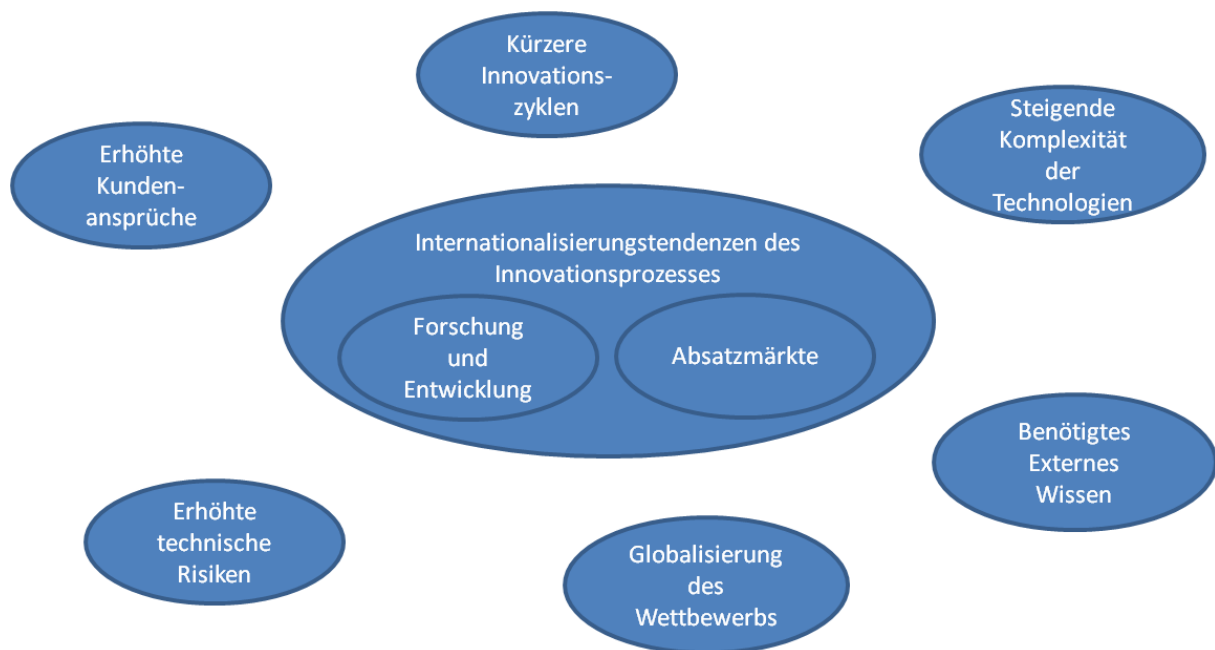 Kürzere
Innovations-
zyklen
Steigende
Komplexität
der
Technologien
Erhöhte
Kunden-
ansprüche
Internationalisierungstendenzen des
Innovationsprozesses
Forschung
und
Entwicklung
Absatzmärkte
Benötigtes
Externes
Wissen
Erhöhte
technische
Risiken
Globalisierung
des
Wettbewerbs